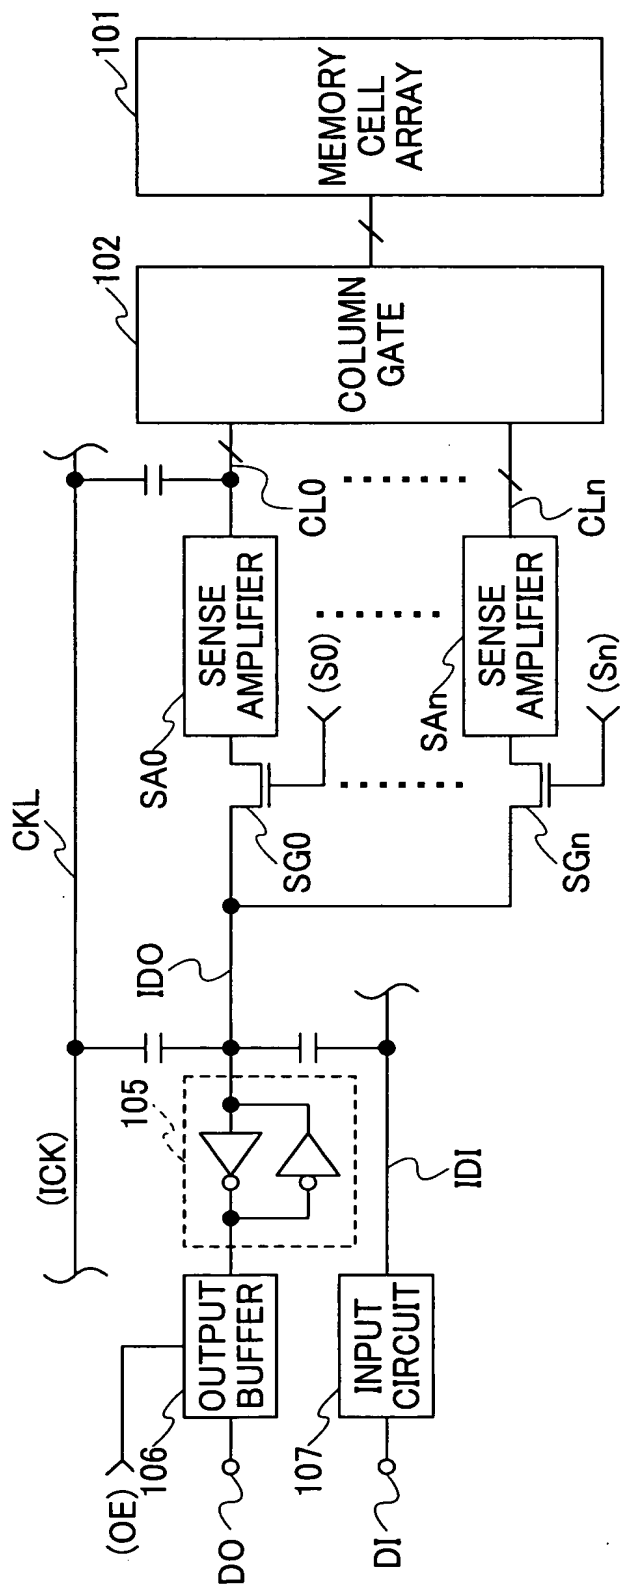 101
MEMORY
CELL
ARRAY
102
COLUMN
GATE
CKL
(ICK)
CL0
CLn
SENSE
AMPLIFIER
SA0
(S0)
SENSE
AMPLIFIER
SAn
(Sn)
SG0
SGn
IDO
105
IDI
OUTPUT
BUFFER
106
(OE)
DO
INPUT
CIRCUIT
107
DI